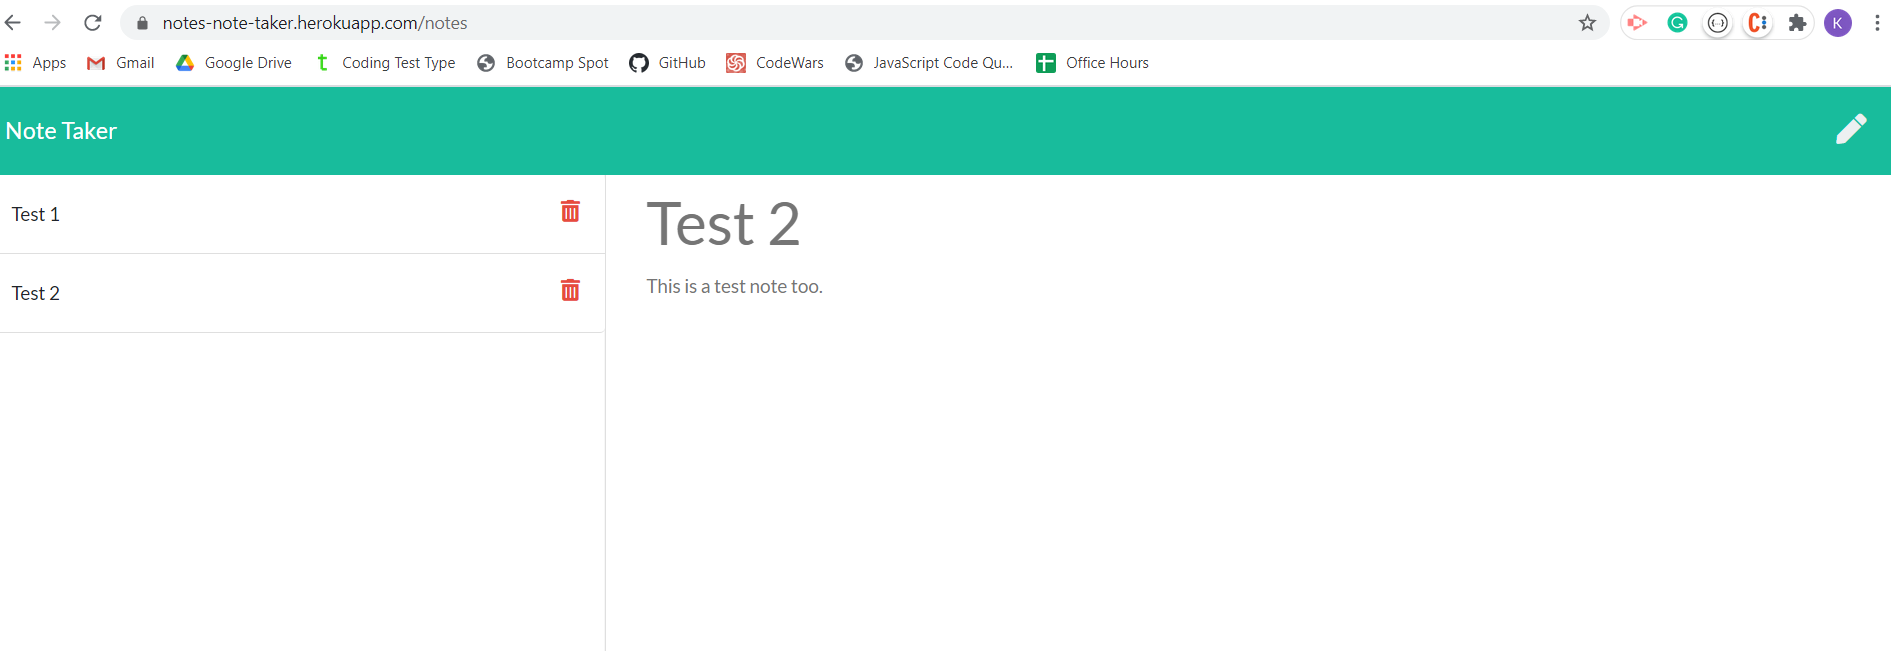 notes-note-taker.herokuapp.com/notes
K
Apps Gmail Google Drive Coding Test Type Bootcamp Spot GitHub CodeWars JavaScript Code Qu... Office Hours
Note Taker
Test 1
Test 2
Test 2
This is a test note too.